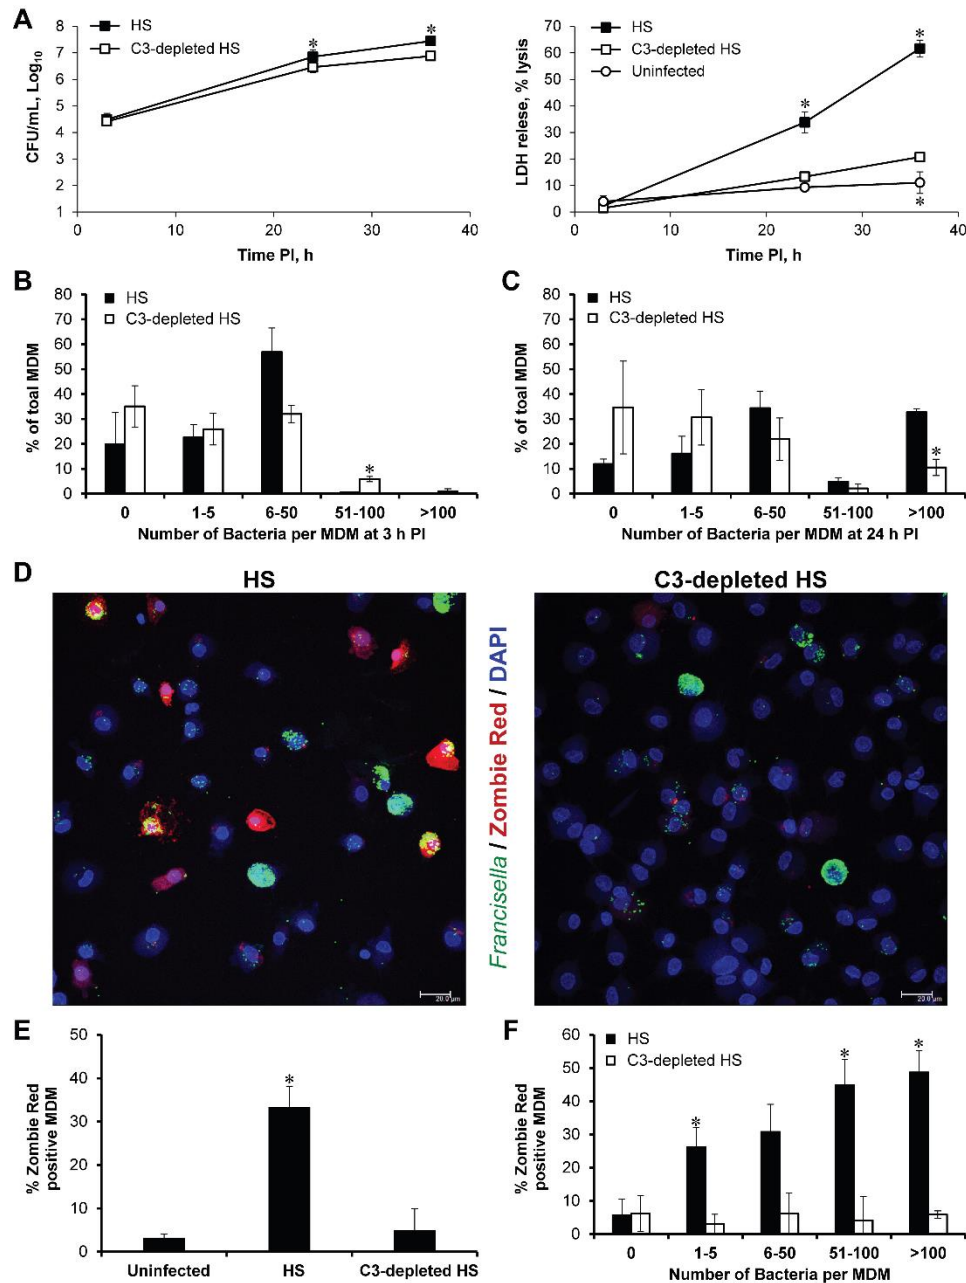 A
CFU/mL, Log10
8
7
6
5
4
3
2
1
HS
C3-depleted HS
*
*
0
10
20
30
40
Time PI, h
LDH relese, % lysis
70
60
50
40
30
20
10
0
HS
C3-depleted HS
Uninfected
*
*
*
0
10
20
30
40
Time PI, h
B
% of toal MDM
80
70
60
50
40
30
20
10
0
HS
C3-depleted HS
*
0
1-5
6-50
51-100
>100
Number of Bacteria per MDM at 3 h PI
C
% of toal MDM
80
70
60
50
40
30
20
10
0
HS
C3-depleted HS
*
0
1-5
6-50
51-100
>100
Number of Bacteria per MDM at 24 h PI
D
HS
C3-depleted HS
Francisella / Zombie Red / DAPI
20.0 µm
20.0 µm
E
% Zombie Red
positive MDM
50
40
30
20
10
0
*
Uninfected
HS
C3-depleted HS
F
% Zombie Red
positive MDM
60
50
40
30
20
10
0
HS
C3-depleted HS
*
*
*
0
1-5
6-50
51-100
>100
Number of Bacteria per MDM